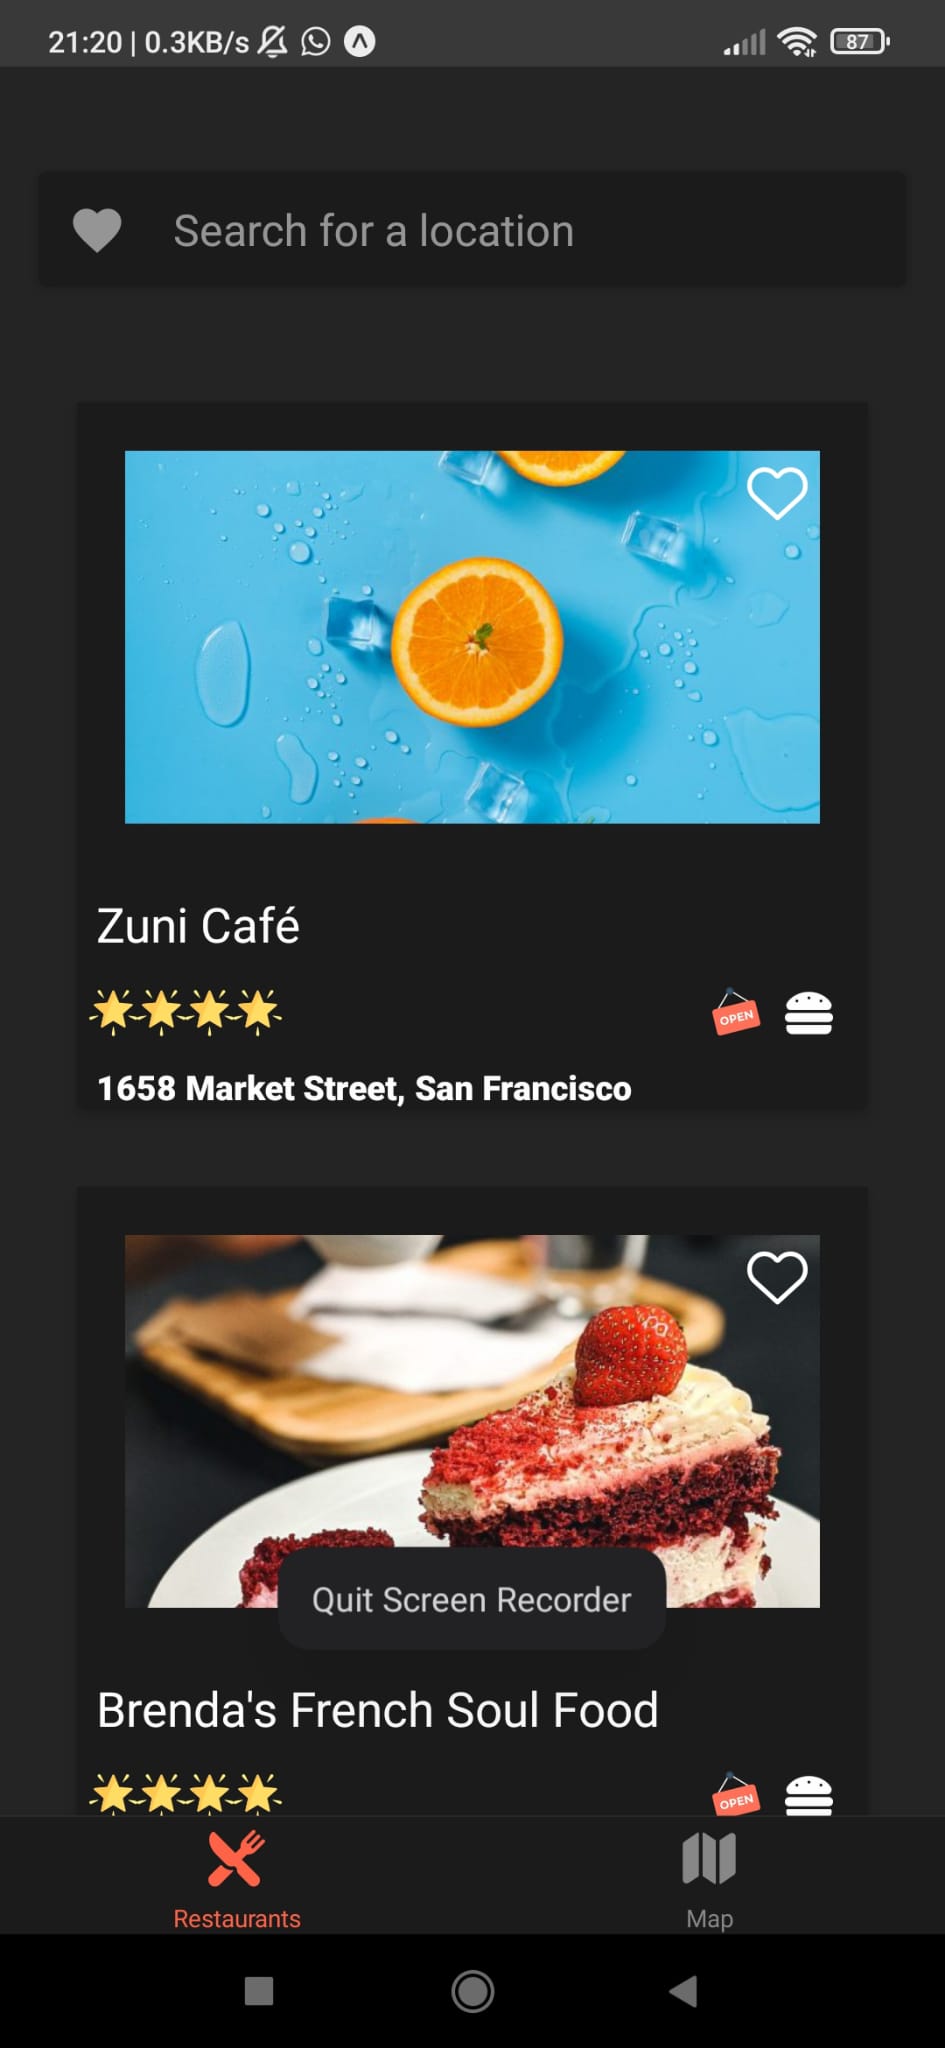 21:20 | 0.3KB/s
87
Search for a location
Zuni Café
OPEN
1658 Market Street, San Francisco
Quit Screen Recorder
Brenda's French Soul Food
OPEN
Restaurants
Map